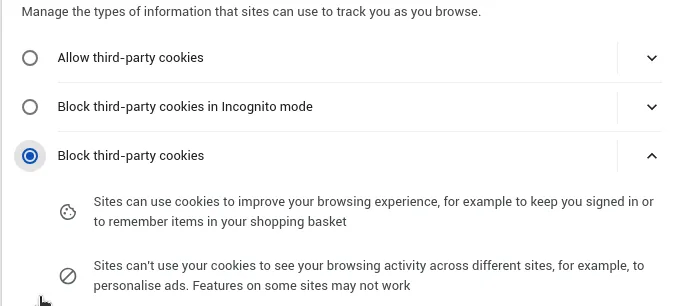 Manage the types of information that sites can use to track you as you browse.
Allow third-party cookies
Block third-party cookies in Incognito mode
Block third-party cookies
Sites can use cookies to improve your browsing experience, for example to keep you signed in or
to remember items in your shopping basket
Sites can't use your cookies to see your browsing activity across different sites, for example, to
personalise ads. Features on some sites may not work